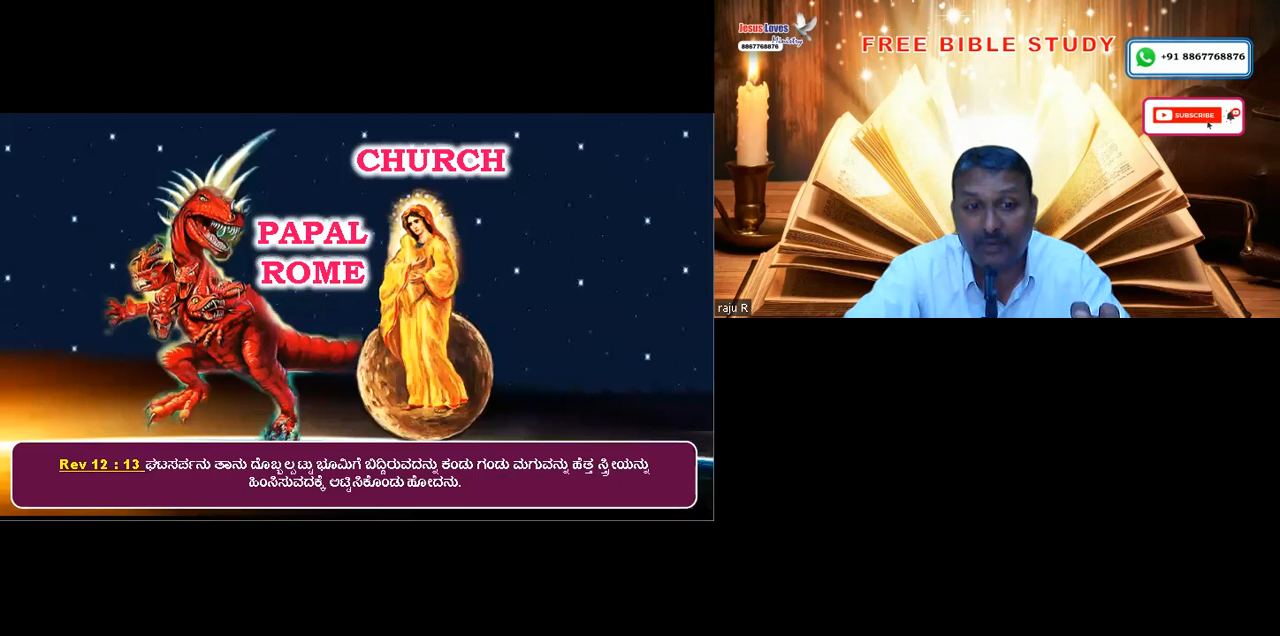 CHURCH
PAPAL
ROME
Rev 12 : 13 ಘಟಸರ್ಪನು ತಾನು ದೊಬ್ಬಲ್ಪಟ್ಟು ಭೂಮಿಗೆ ಬಿದ್ದಿರುವದನ್ನು ಕಂಡು ಗಂಡು ಮಗುವನ್ನು ಹೆತ್ತ ಸ್ತ್ರೀಯನ್ನು
ಹಿಂಸಿಸುವದಕ್ಕೆ ಅಟ್ಟಿಸಿಕೊಂಡು ಹೋದನು.
Jesus Loves
Ministry
8867768876
FREE BIBLE STUDY
+91 8867768876
SUBSCRIBE
raju R